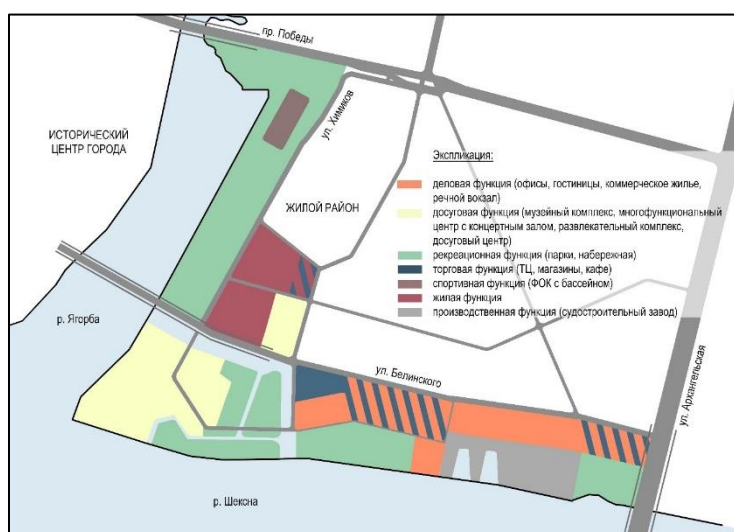 пр. Победы
ул. Химиков
ИСТОРИЧЕСКИЙ
ЦЕНТР ГОРОДА
ЖИЛОЙ РАЙОН
Экспликация:
деловая функция (офисы, гостиницы, коммерческое жилье,
речной вокзал)
досуговая функция (музейный комплекс, многофункциональный
центр с концертным залом, развлекательный комплекс,
досуговый центр)
рекреационная функция (парки, набережная)
торговая функция (ТЦ, магазины, кафе)
спортивная функция (ФОК с бассейном)
жилая функция
производственная функция (судостроительный завод)
р. Ягорба
ул. Белинского
ул. Архангельская
р. Шексна